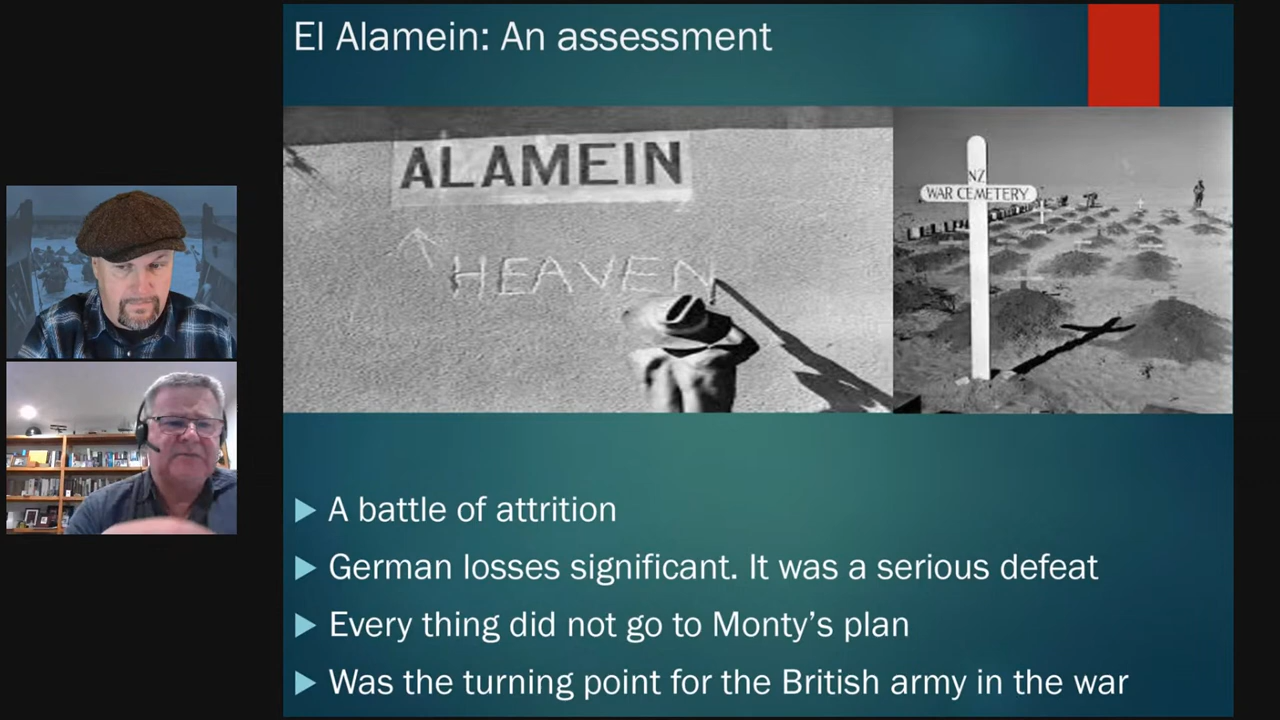 El Alamein: An assessment
ALAMEIN
HEAVEN
NZ
WAR CEMETERY
A battle of attrition
German losses significant. It was a serious defeat
Every thing did not go to Monty's plan
Was the turning point for the British army in the war